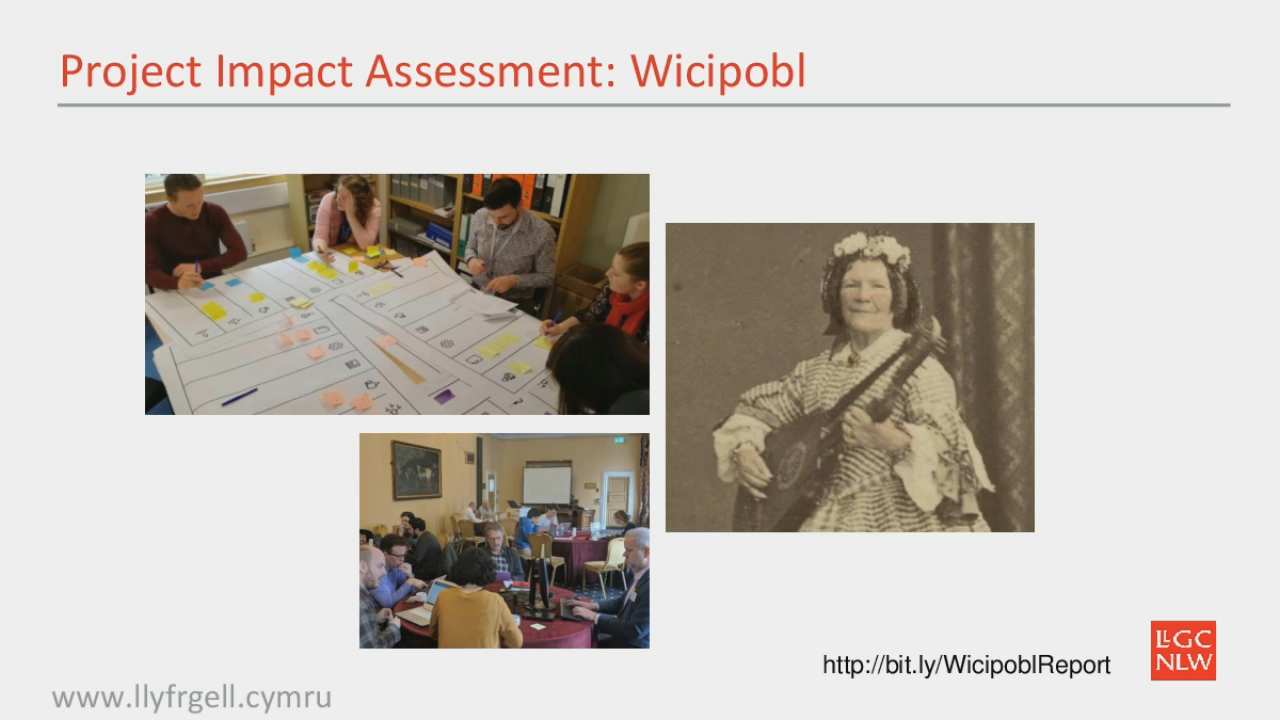 Project Impact Assessment: Wicipobl
http://bit.ly/WicipoblReport
LLGC
NLW
www.llyfrgell.cymru